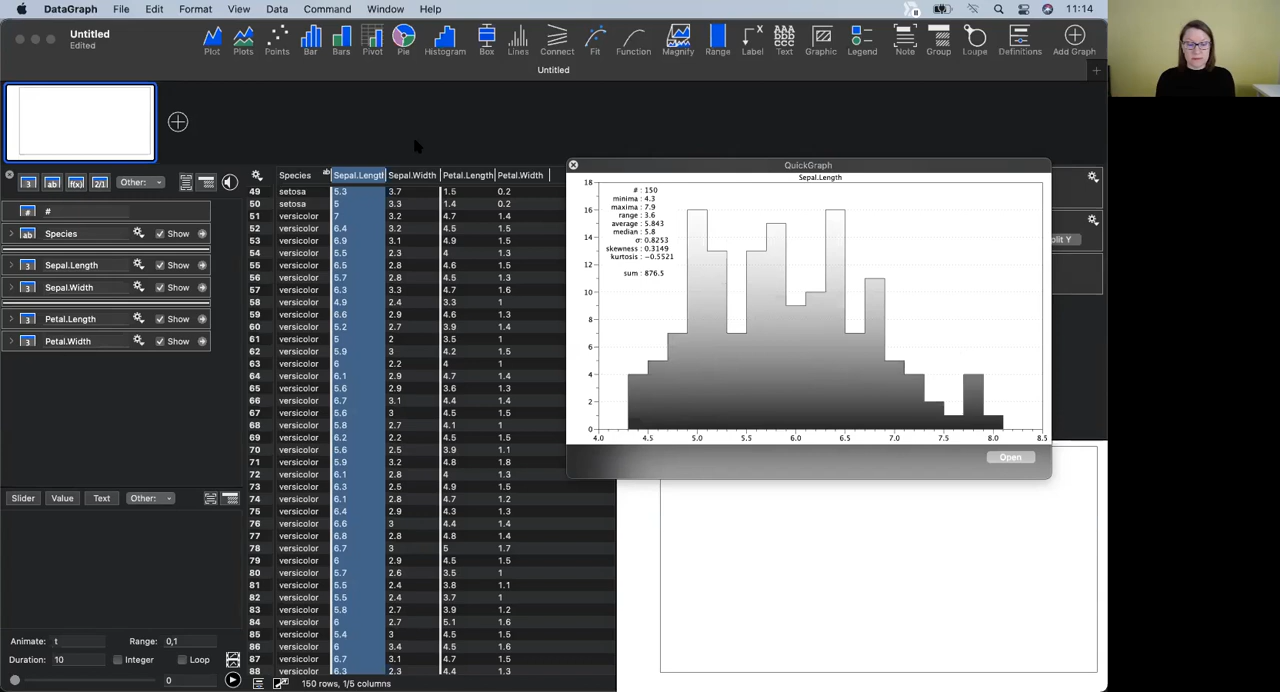 DataGraph File Edit Format View Data Command Window Help 11:14
Untitled
Edited
Plot Plots Points Bar Bars Pivot Pie Histogram Box Lines Connect Fit Function Magnify Range Label Text Graphic Legend Note Group Loupe Definitions Add Graph
Untitled
3 ab f(x) 2/1 Other:
# #
ab Species Show
3 Sepal.Length Show
3 Sepal.Width Show
3 Petal.Length Show
3 Petal.Width Show
Slider Value Text Other:
Animate: t Range: 0,1
Duration: 10 Integer Loop
0
Species ab Sepal.Lengt Sepal.Width Petal.Length Petal.Width
49 setosa 5.3 3.7 1.5 0.2
50 setosa 5 3.3 1.4 0.2
51 versicolor 7 3.2 4.7 1.4
52 versicolor 6.4 3.2 4.5 1.5
53 versicolor 6.9 3.1 4.9 1.5
54 versicolor 5.5 2.3 4 1.3
55 versicolor 6.5 2.8 4.6 1.5
56 versicolor 5.7 2.8 4.5 1.3
57 versicolor 6.3 3.3 4.7 1.6
58 versicolor 4.9 2.4 3.3 1
59 versicolor 6.6 2.9 4.6 1.3
60 versicolor 5.2 2.7 3.9 1.4
61 versicolor 5 2 3.5 1
62 versicolor 5.9 3 4.2 1.5
63 versicolor 6 2.2 4 1
64 versicolor 6.1 2.9 4.7 1.4
65 versicolor 5.6 2.9 3.6 1.3
66 versicolor 6.7 3.1 4.4 1.4
67 versicolor 5.6 3 4.5 1.5
68 versicolor 5.8 2.7 4.1 1
69 versicolor 6.2 2.2 4.5 1.5
70 versicolor 5.6 2.5 3.9 1.1
71 versicolor 5.9 3.2 4.8 1.8
72 versicolor 6.1 2.8 4 1.3
73 versicolor 6.3 2.5 4.9 1.5
74 versicolor 6.1 2.8 4.7 1.2
75 versicolor 6.4 2.9 4.3 1.3
76 versicolor 6.6 3 4.4 1.4
77 versicolor 6.8 2.8 4.8 1.4
78 versicolor 6.7 3 5 1.7
79 versicolor 6 2.9 4.5 1.5
80 versicolor 5.7 2.6 3.5 1
81 versicolor 5.5 2.4 3.8 1.1
82 versicolor 5.5 2.4 3.7 1
83 versicolor 5.8 2.7 3.9 1.2
84 versicolor 6 2.7 5.1 1.6
85 versicolor 5.4 3 4.5 1.5
86 versicolor 6 3.4 4.5 1.6
87 versicolor 6.7 3.1 4.7 1.5
88 versicolor 6.3 2.3 4.4 1.3
150 rows, 1/5 columns
QuickGraph
Sepal.Length
# : 150
minima : 4.3
maxima : 7.9
range : 3.6
average : 5.843
median : 5.8
σ : 0.8253
skewness : 0.3149
kurtosis : −0.5521
sum : 876.5
18
16
14
12
10
8
6
4
2
0
4.0 4.5 5.0 5.5 6.0 6.5 7.0 7.5 8.0 8.5
Open
lit Y